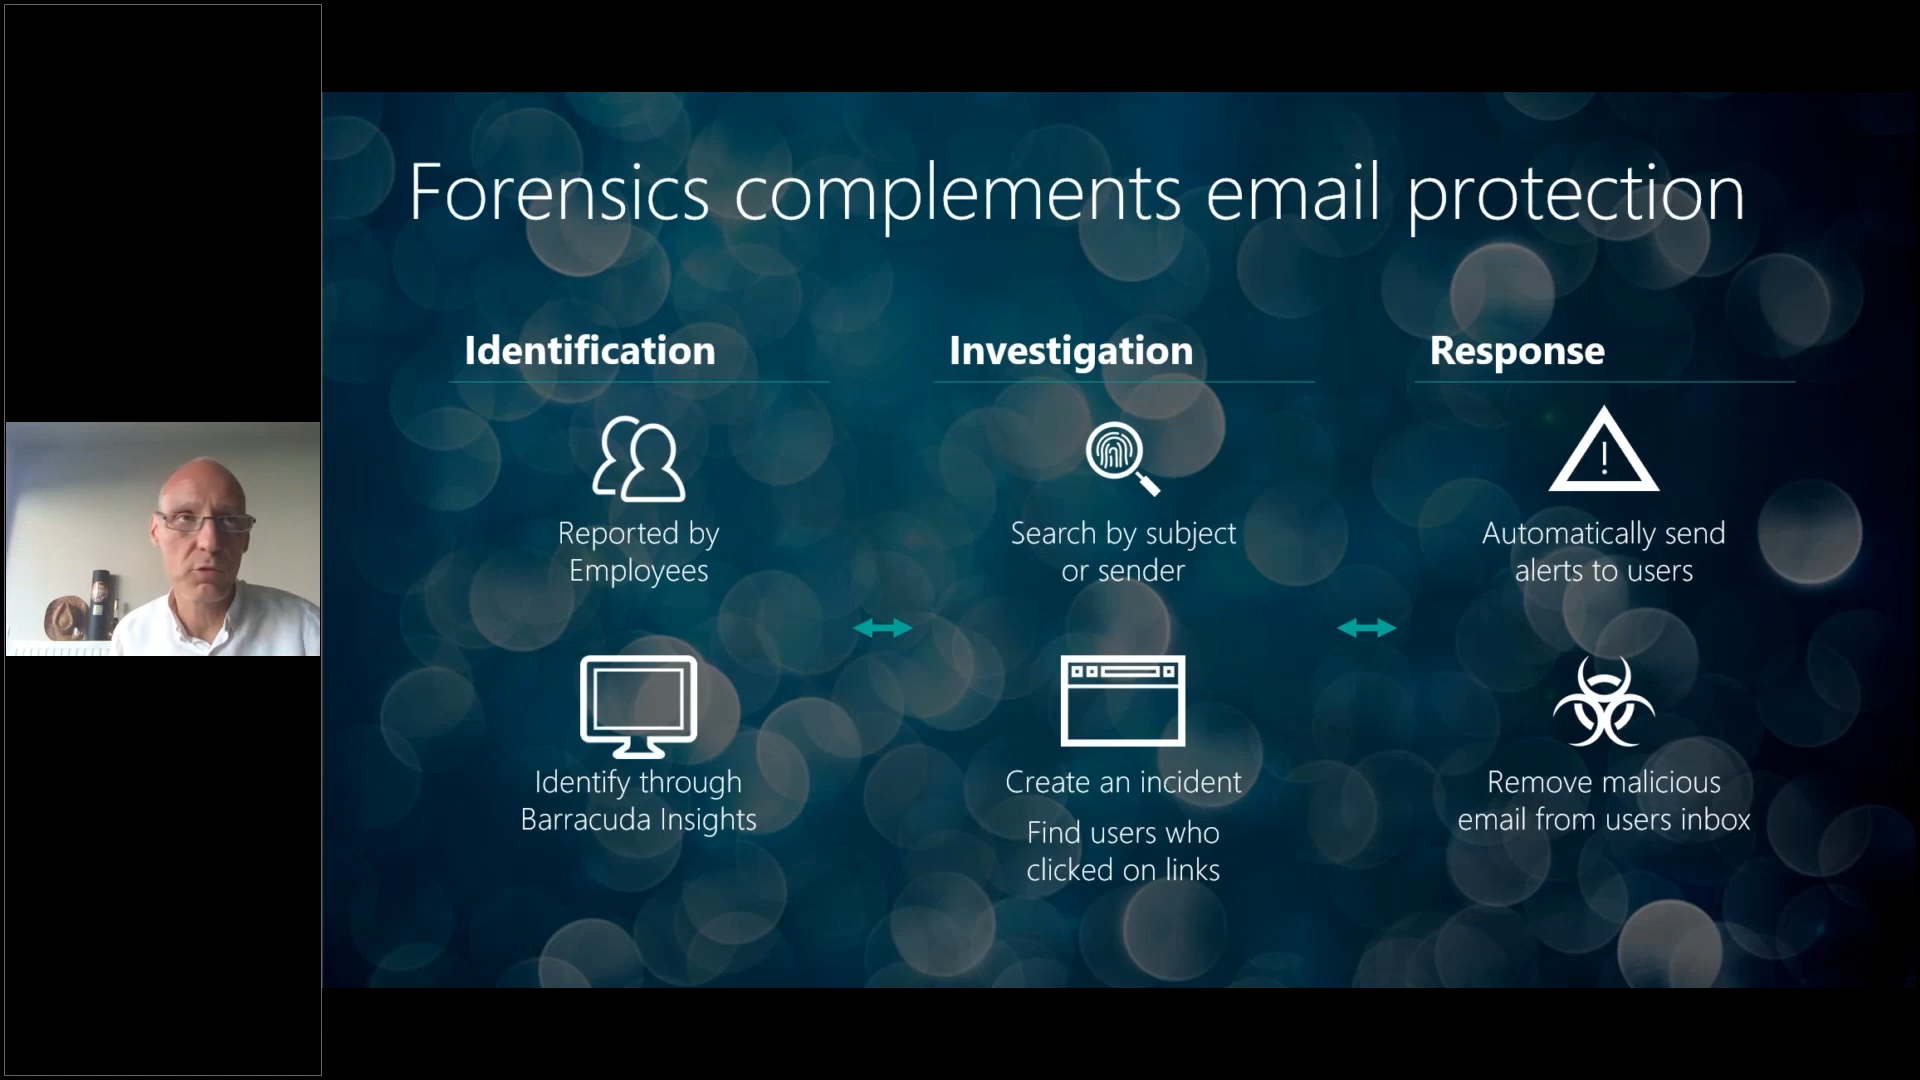 Forensics complements email protection
Identification
Reported by
Employees
Identify through
Barracuda Insights
Investigation
Search by subject
or sender
Create an incident
Find users who
clicked on links
Response
Automatically send
alerts to users
Remove malicious
email from users inbox